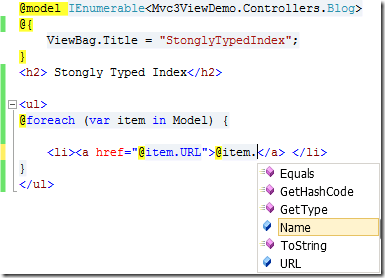 @model IEnumerable<Mvc3ViewDemo.Controllers.Blog>
@{
    ViewBag.Title = "StonglyTypedIndex";
}
<h2> Stongly Typed Index</h2>
<ul>
@foreach (var item in Model) {
    <li><a href="@item.URL">@item.</a> </li>
}
</ul>
Equals
GetHashCode
GetType
Name
ToString
URL